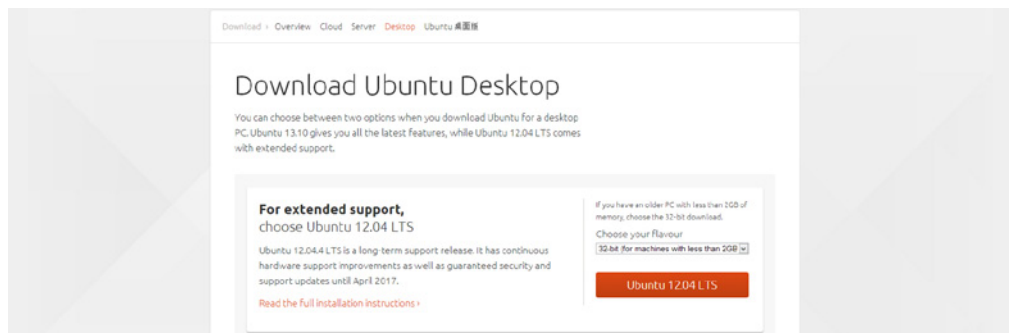 Download › Overview Cloud Server Desktop Ubuntu 桌面版
Download Ubuntu Desktop
You can choose between two options when you download Ubuntu for a desktop
PC. Ubuntu 13.10 gives you all the latest features, while Ubuntu 12.04 LTS comes
with extended support.
For extended support,
choose Ubuntu 12.04 LTS
Ubuntu 12.04.4 LTS is a long-term support release. It has continuous
hardware support improvements as well as guaranteed security and
support updates until April 2017.
Read the full installation instructions ›
If you have an older PC with less than 2GB of
memory, choose the 32-bit download.
Choose your flavour
32-bit (for machines with less than 2GB
Ubuntu 12.04 LTS